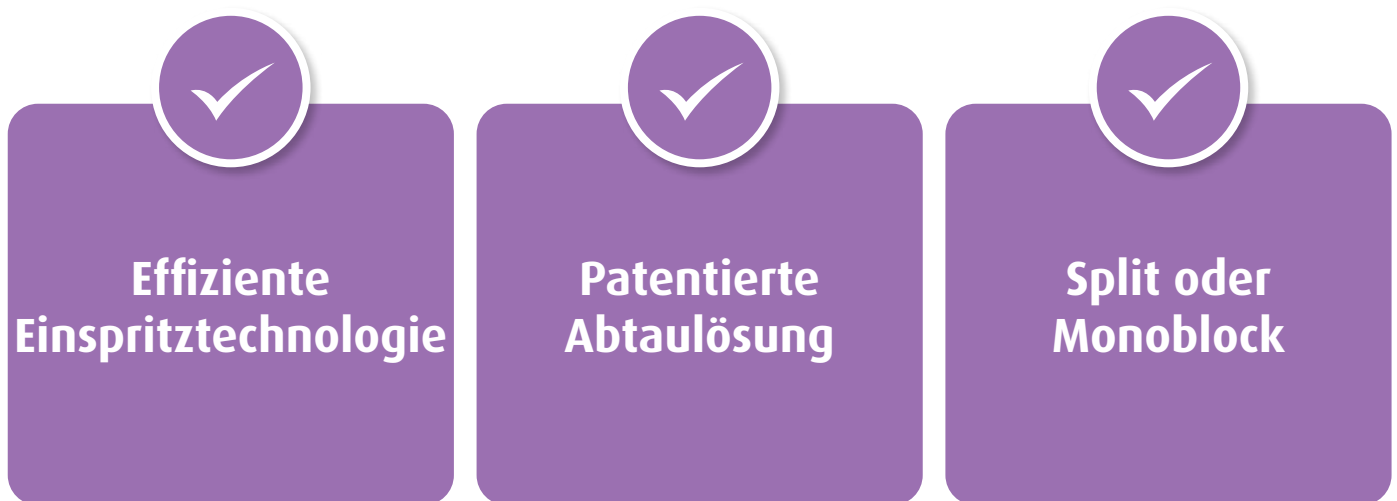 Effiziente
Einspritztechnologie
Patentierte
Abtaulösung
Split oder
Monoblock